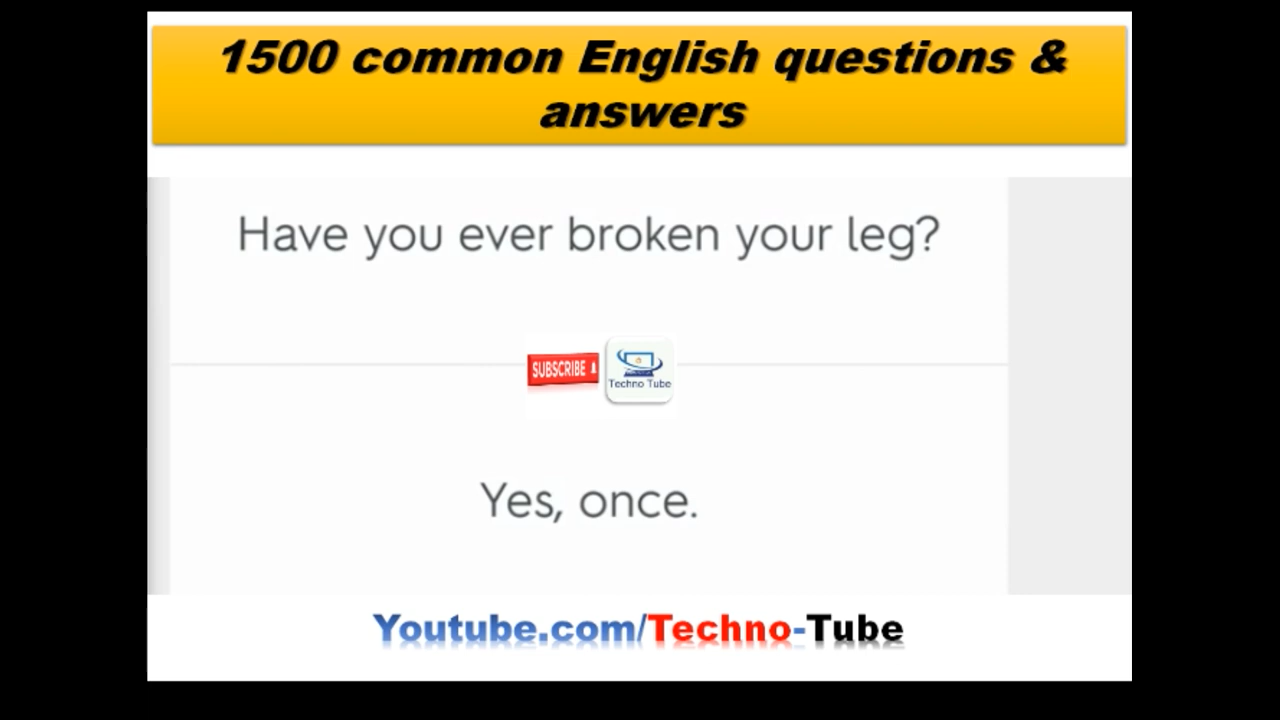 1500 common English questions &
answers
Have you ever broken your leg?
SUBSCRIBE
Techno Tube
Yes, once.
Youtube.com/Techno-Tube